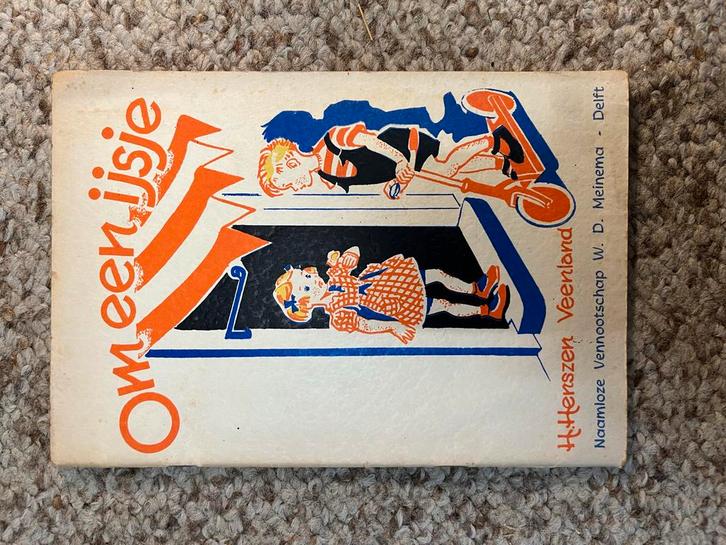 Om een ijsje
H. Henszen Veenland
Naamloze Vennootschap W. D. Meinema - Delft